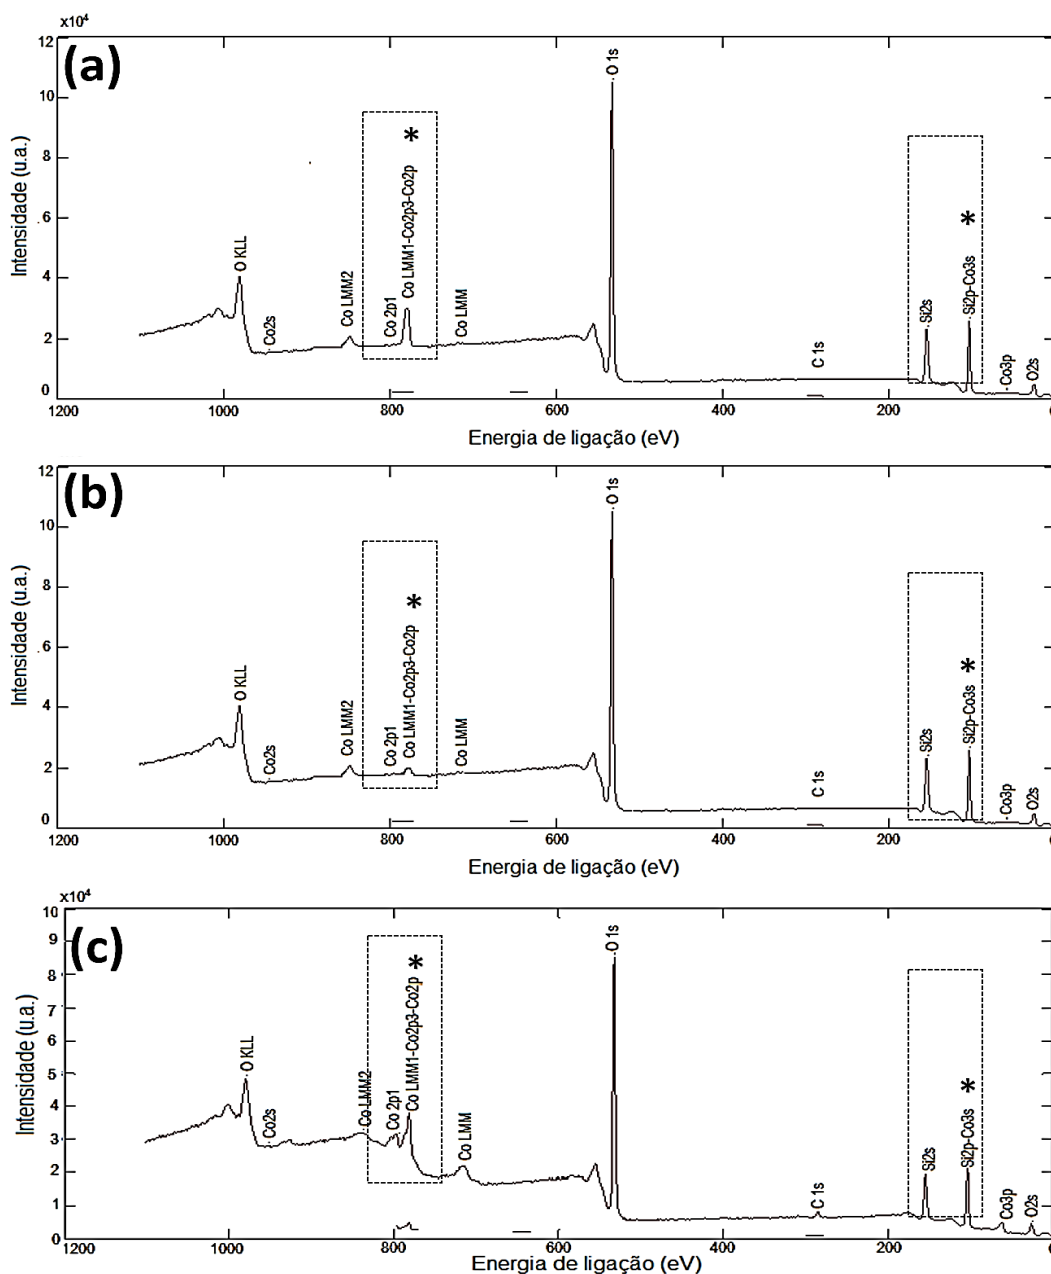 x10⁴
(a)
12
10
8
6
4
2
0
Intensidade (u.a.)
O KLL
Co2s
Co LMM2
Co 2p1
Co LMM1-Co2p3-Co2p
*
Co LMM
O 1s
C 1s
Si2s
Si2p-Co3s
*
Co3p
O2s
1200 1000 800 600 400 200
Energia de ligação (eV)
(b)
12
10
8
6
4
2
0
Intensidade (u.a.)
O KLL
Co2s
Co LMM2
Co 2p1
Co LMM1-Co2p3-Co2p
*
Co LMM
O 1s
C 1s
Si2s
Si2p-Co3s
*
Co3p
O2s
1200 1000 800 600 400 200
Energia de ligação (eV)
x10⁴
(c)
10
9
8
7
6
5
4
3
2
1
0
Intensidade (u.a.)
O KLL
Co2s
Co LMM2
Co 2p1
Co LMM1-Co2p3-Co2p
*
Co LMM
O 1s
C 1s
Si2s
Si2p-Co3s
*
Co3p
O2s
1200 1000 800 600 400 200
Energia de ligação (eV)